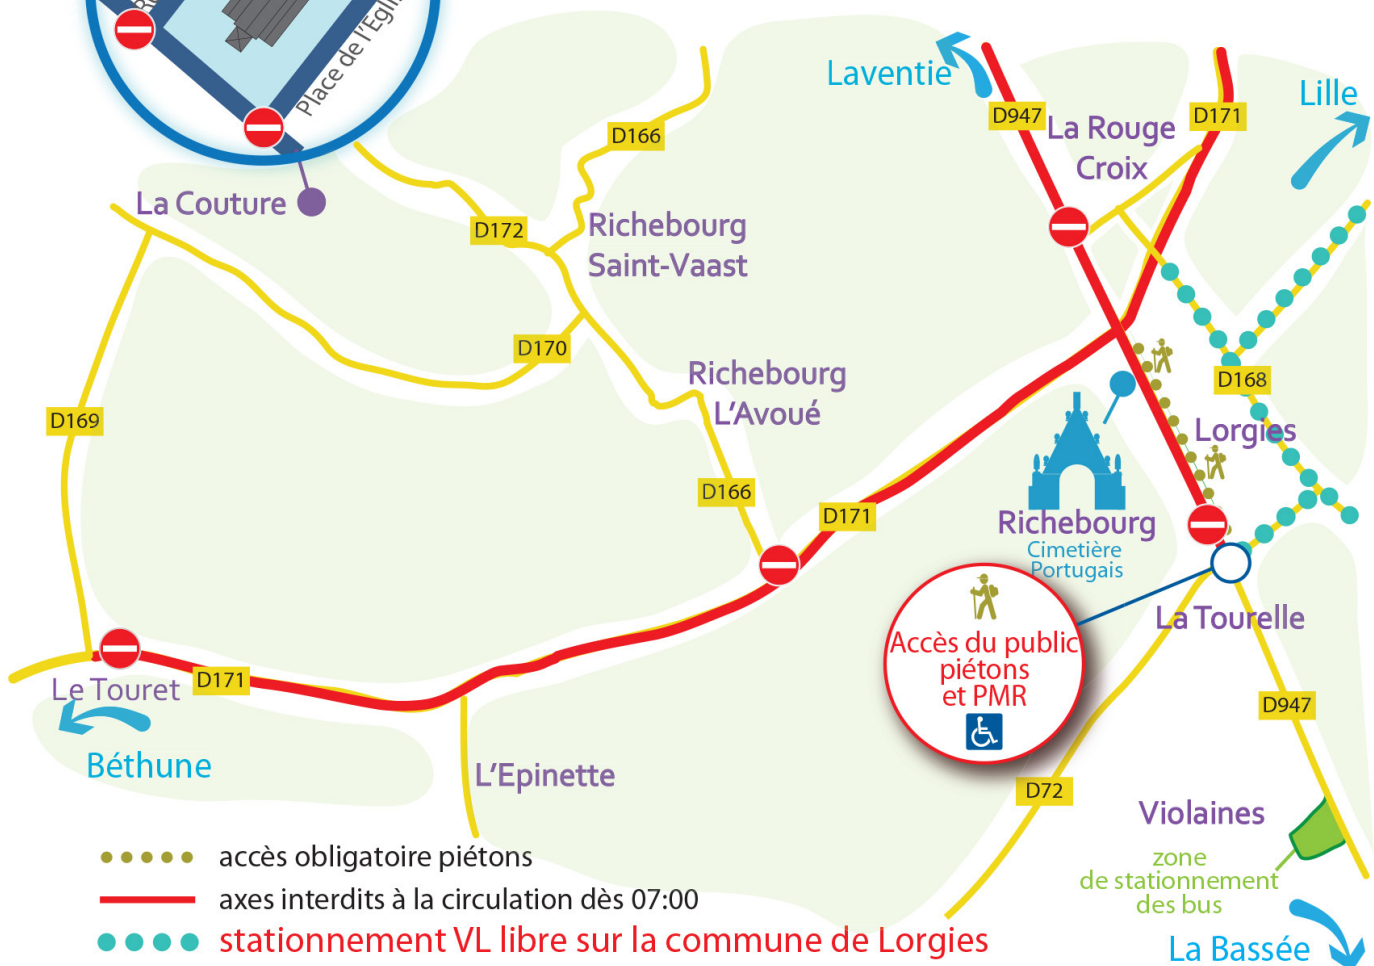 Place de l'Eglis
Laventie
D947
D171
Lille
La Rouge
Croix
D166
La Couture
D172
Richebourg
Saint-Vaast
D170
Richebourg
L'Avoué
D168
D169
Lorgies
D166
D171
Richebourg
Cimetière
Portugais
La Tourelle
Accès du public
piétons
et PMR
Le Touret
D171
D947
Béthune
L'Epinette
D72
Violaines
zone
de stationnement
des bus
La Bassée
accès obligatoire piétons
axes interdits à la circulation dès 07:00
stationnement VL libre sur la commune de Lorgies